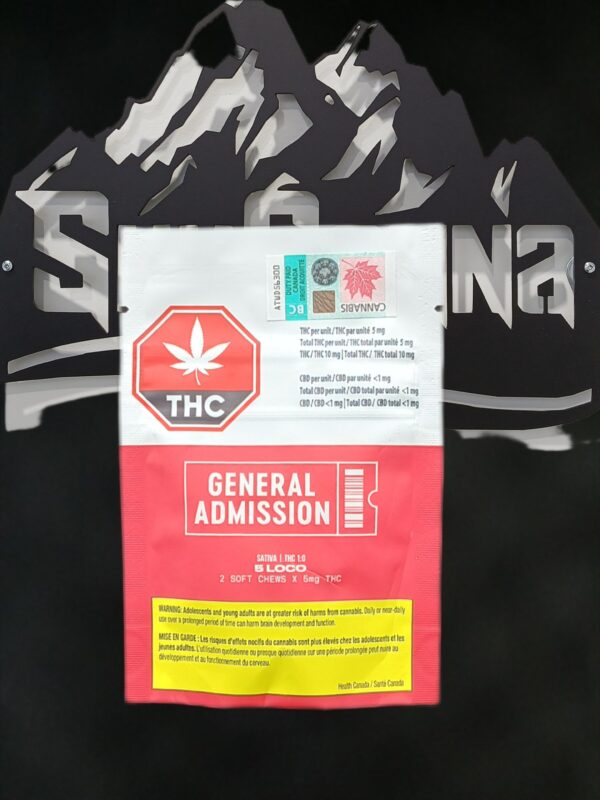 CANNABIS
DUTY PAID
CANADA
DROIT ACQUITTÉ
BC
ATWD56300
THC per unit / THC par unité 5 mg
Total THC per unit / THC total par unité 5 mg
THC / THC 10 mg | Total THC / THC total 10 mg
CBD per unit / CBD par unité <1 mg
Total CBD per unit / CBD total par unité <1 mg
CBD / CBD <1 mg | Total CBD / CBD total <1 mg
THC
GENERAL
ADMISSION
SATIVA | THC 1:0
5 LOCO
2 SOFT CHEWS X 5mg THC
WARNING: Adolescents and young adults are at greater risk of harms from cannabis. Daily or near-daily
use over a prolonged period of time can harm brain development and function.
MISE EN GARDE : Les risques d'effets nocifs du cannabis sont plus élevés chez les adolescents et les
jeunes adultes. L'utilisation quotidienne ou presque quotidienne sur une période prolongée peut nuire au
développement et au fonctionnement du cerveau.
Health Canada / Santé Canada